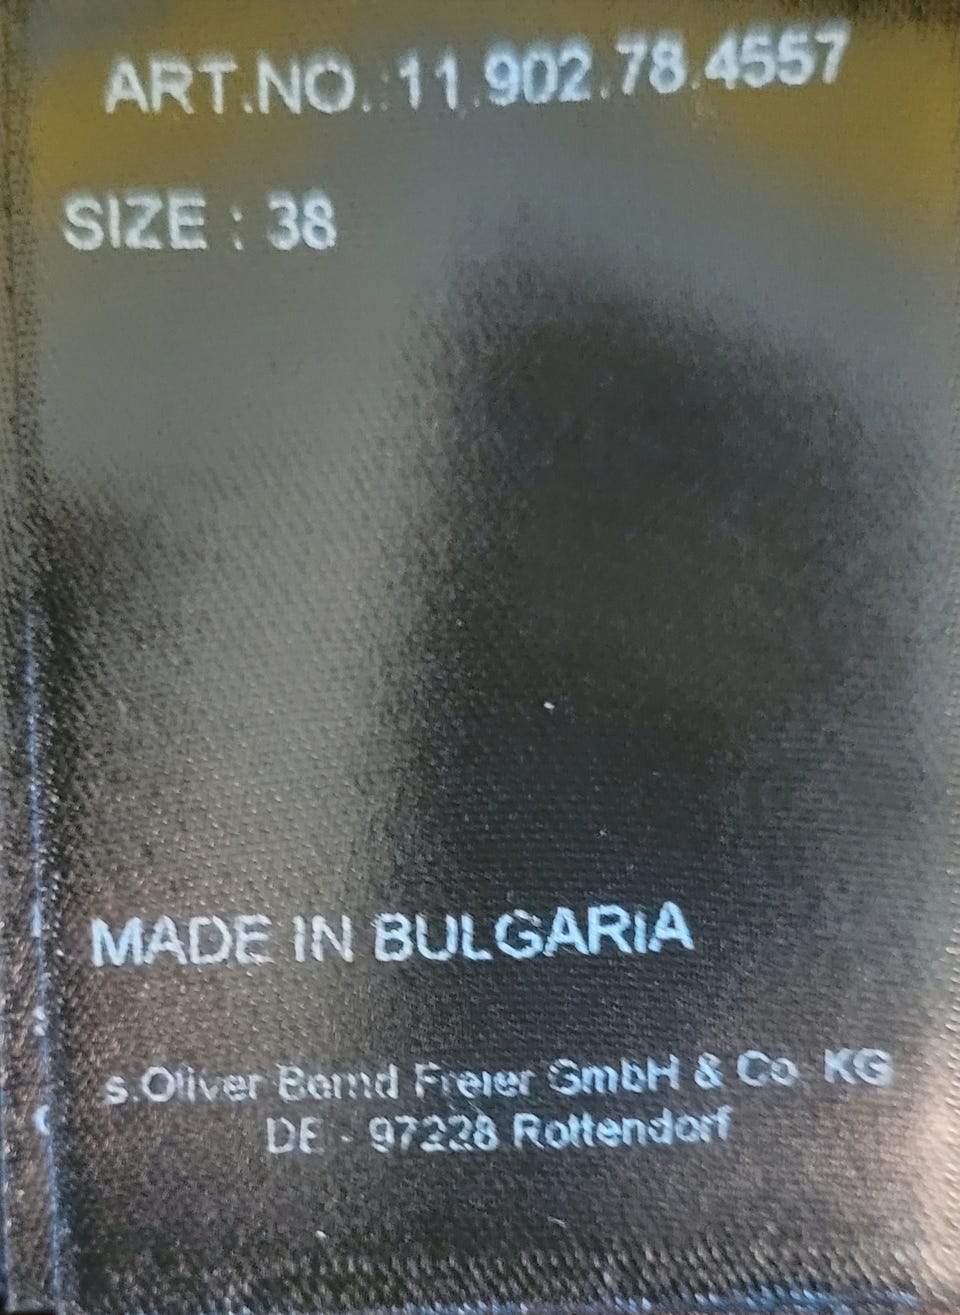 ART.NO.:11.902.78.4557
SIZE : 38
MADE IN BULGARIA
s.Oliver Bernd Freier GmbH & Co. KG
DE - 97228 Rottendorf